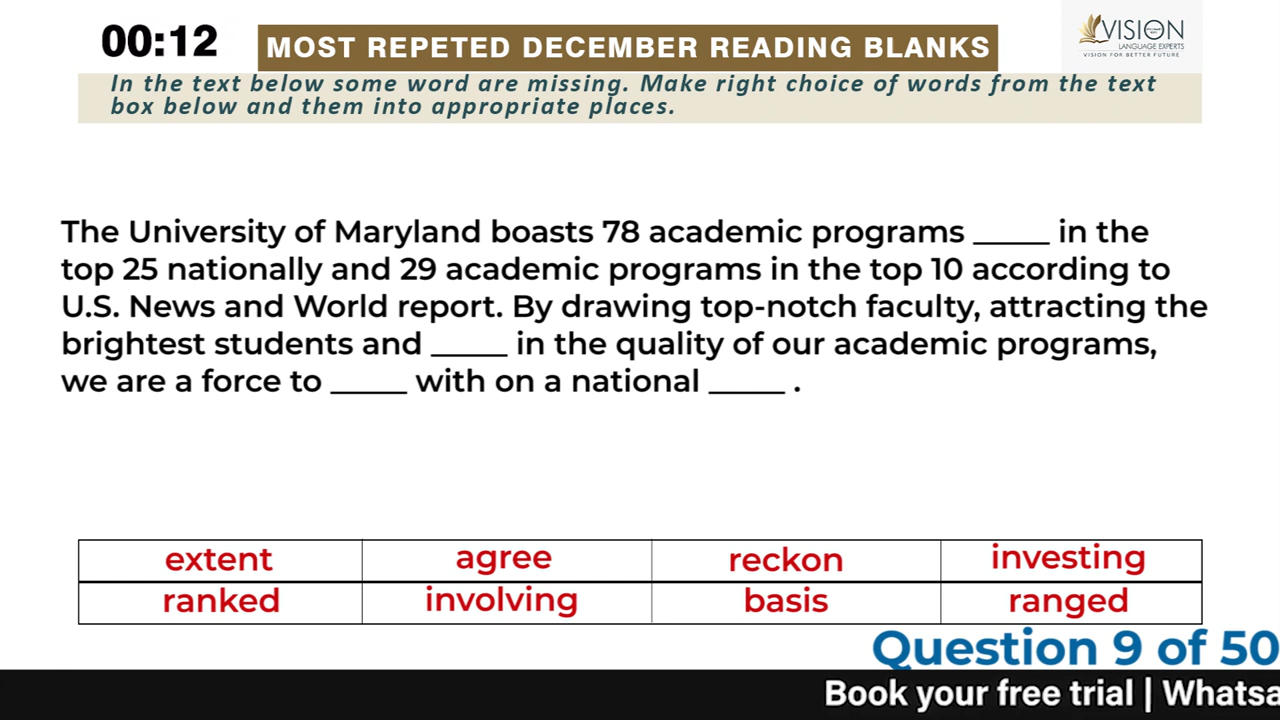 00:12
MOST REPETED DECEMBER READING BLANKS
VISION
LANGUAGE EXPERTS
VISION FOR BETTER FUTURE
In the text below some word are missing. Make right choice of words from the text
box below and them into appropriate places.
The University of Maryland boasts 78 academic programs _____ in the
top 25 nationally and 29 academic programs in the top 10 according to
U.S. News and World report. By drawing top-notch faculty, attracting the
brightest students and _____ in the quality of our academic programs,
we are a force to _____ with on a national _____ .
extent agree reckon investing
ranked involving basis ranged
Question 9 of 50
Book your free trial | Whatsa